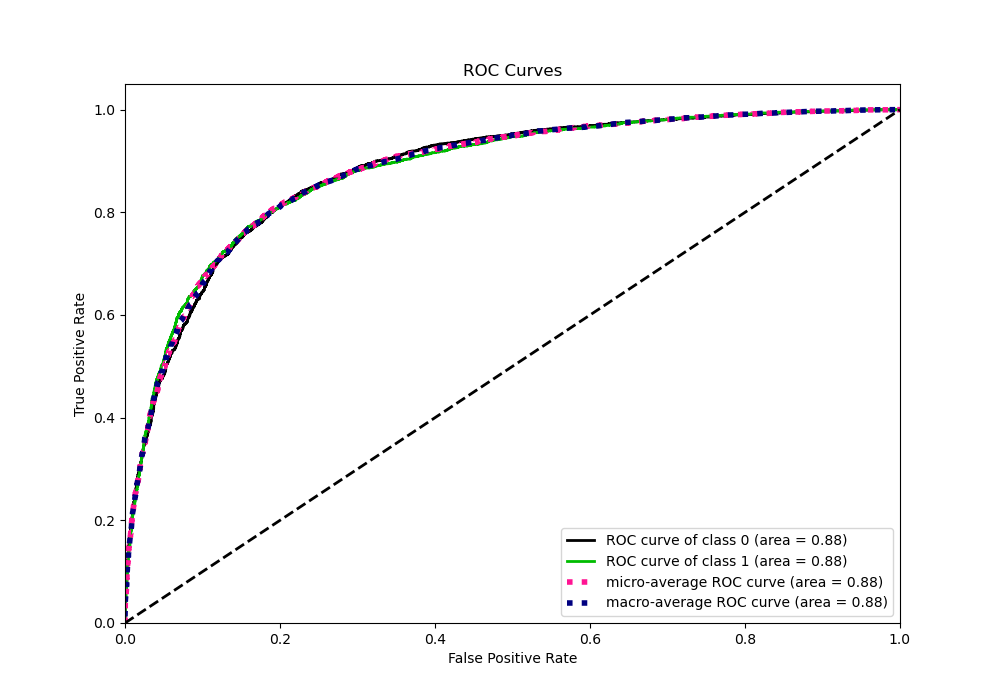 ROC Curves
1.0
0.8
0.6
0.4
0.2
0.0
True Positive Rate
ROC curve of class 0 (area = 0.88)
ROC curve of class 1 (area = 0.88)
micro-average ROC curve (area = 0.88)
macro-average ROC curve (area = 0.88)
0.0 0.2 0.4 0.6 0.8 1.0
False Positive Rate